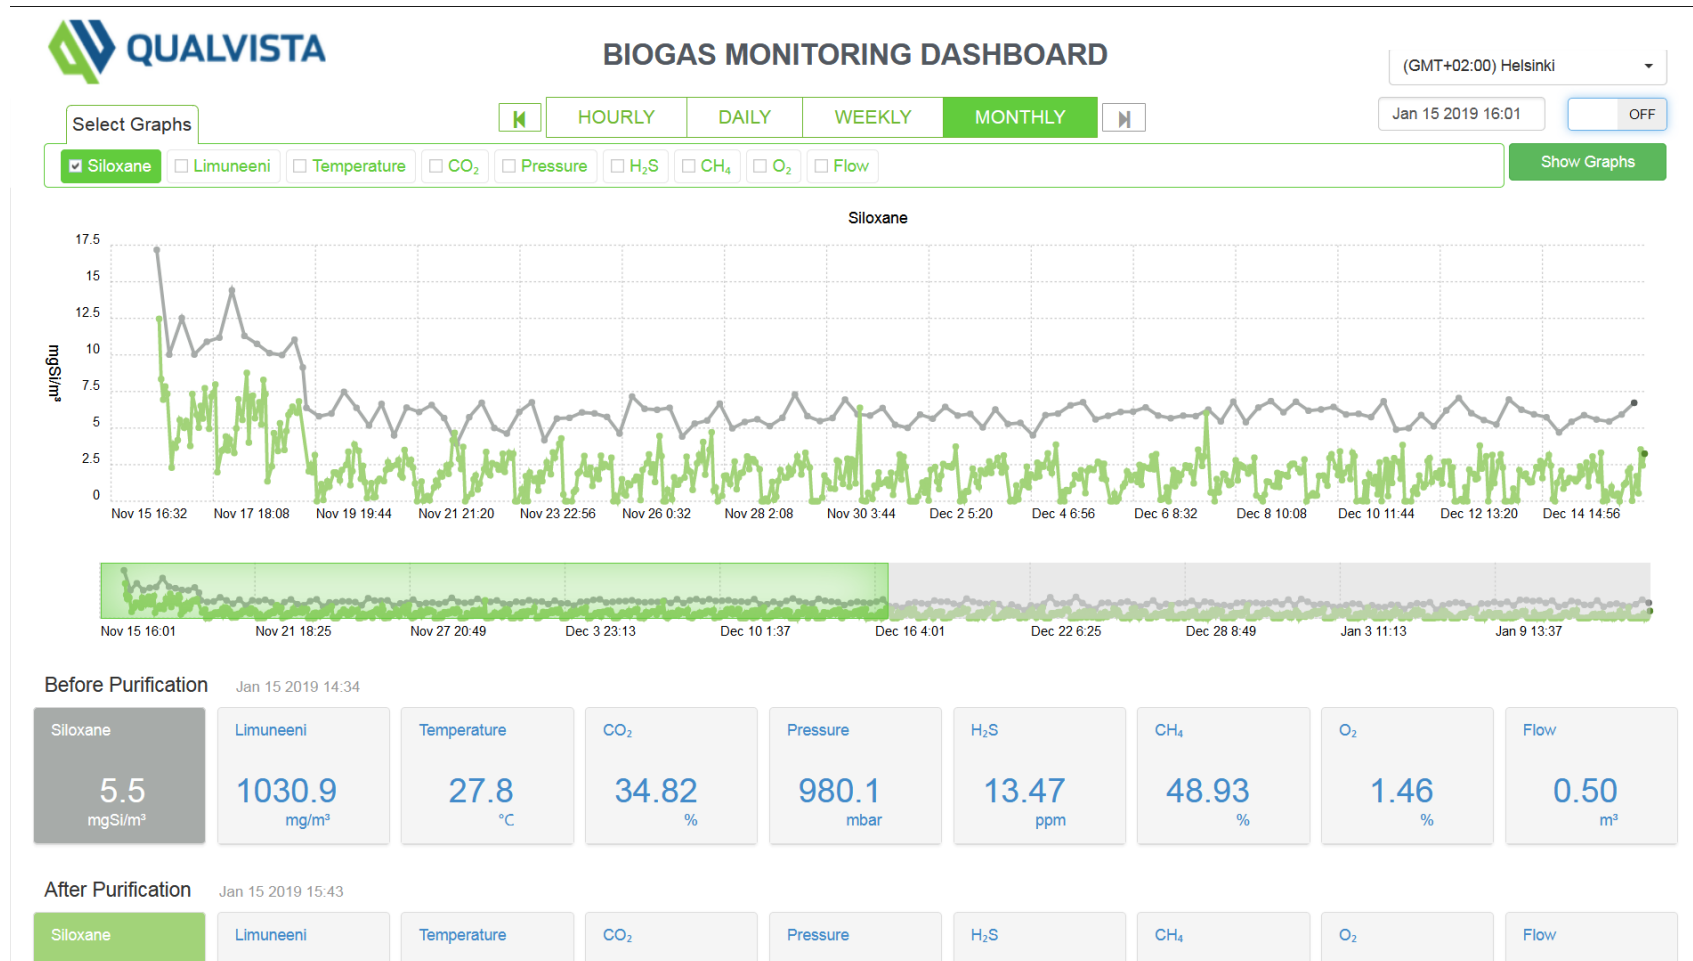 QUALVISTA
BIOGAS MONITORING DASHBOARD
(GMT+02:00) Helsinki
Select Graphs
HOURLY DAILY WEEKLY MONTHLY
Jan 15 2019 16:01 OFF
Siloxane Limuneeni Temperature CO₂ Pressure H₂S CH₄ O₂ Flow
Show Graphs
Siloxane
17.5
15
12.5
10
7.5
5
2.5
0
mgSi/m³
Nov 15 16:32 Nov 17 18:08 Nov 19 19:44 Nov 21 21:20 Nov 23 22:56 Nov 26 0:32 Nov 28 2:08 Nov 30 3:44 Dec 2 5:20 Dec 4 6:56 Dec 6 8:32 Dec 8 10:08 Dec 10 11:44 Dec 12 13:20 Dec 14 14:56
Nov 15 16:01 Nov 21 18:25 Nov 27 20:49 Dec 3 23:13 Dec 10 1:37 Dec 16 4:01 Dec 22 6:25 Dec 28 8:49 Jan 3 11:13 Jan 9 13:37
Before Purification Jan 15 2019 14:34
Siloxane Limuneeni Temperature CO₂ Pressure H₂S CH₄ O₂ Flow
5.5 1030.9 27.8 34.82 980.1 13.47 48.93 1.46 0.50
mgSi/m³ mg/m³ °C % mbar ppm % % m³
After Purification Jan 15 2019 15:43
Siloxane Limuneeni Temperature CO₂ Pressure H₂S CH₄ O₂ Flow